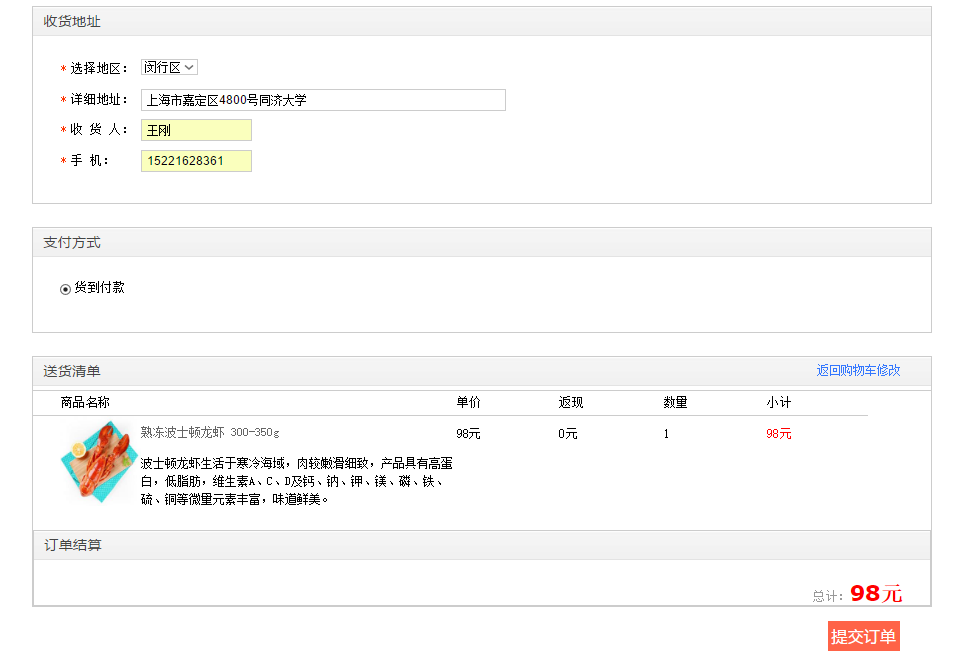 收货地址
* 选择地区： 闵行区
* 详细地址： 上海市嘉定区4800号同济大学
* 收 货 人： 王刚
* 手 机： 15221628361
支付方式
货到付款
送货清单 返回购物车修改
商品名称 单价 返现 数量 小计
熟冻波士顿龙虾 300-350g 98元 0元 1 98元
波士顿龙虾生活于寒冷海域，肉较嫩滑细致，产品具有高蛋
白，低脂肪，维生素A、C、D及钙、钠、钾、镁、磷、铁、
硫、铜等微量元素丰富，味道鲜美。
订单结算
总计：98元
提交订单